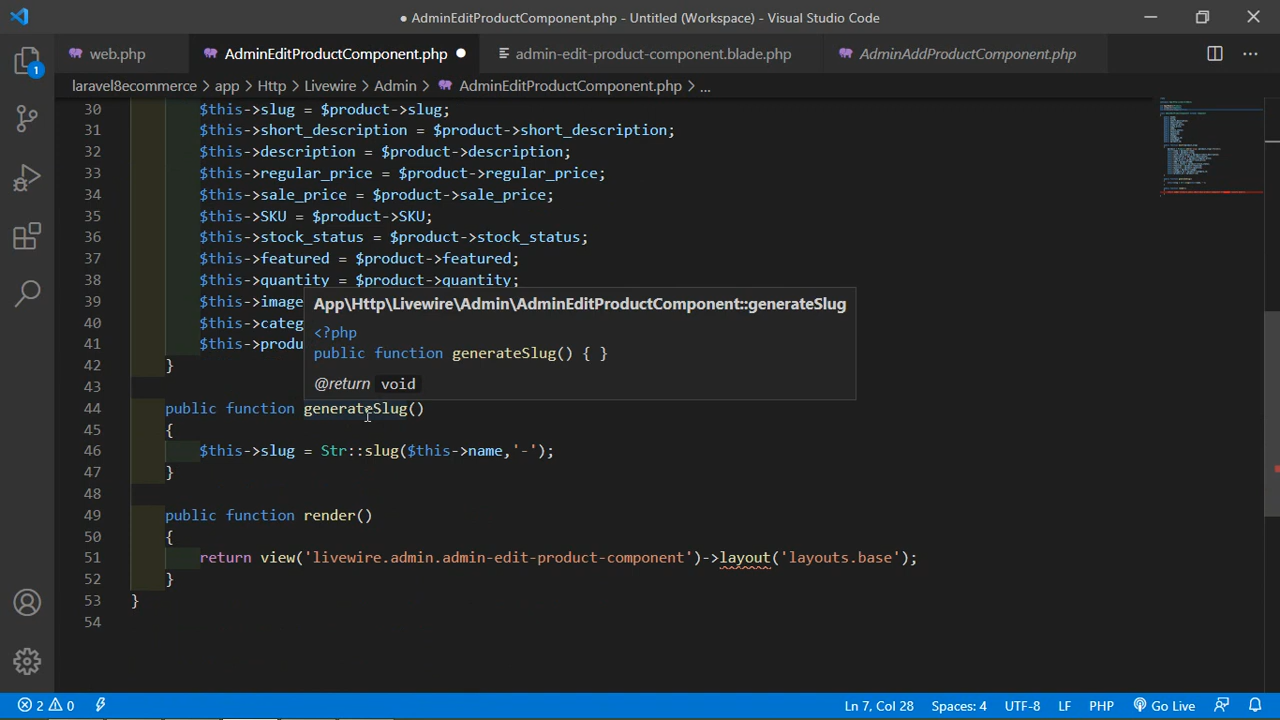 ● AdminEditProductComponent.php - Untitled (Workspace) - Visual Studio Code
web.php AdminEditProductComponent.php ● admin-edit-product-component.blade.php AdminAddProductComponent.php
laravel8ecommerce > app > Http > Livewire > Admin > AdminEditProductComponent.php > ...
1
30 $this->slug = $product->slug;
31 $this->short_description = $product->short_description;
32 $this->description = $product->description;
33 $this->regular_price = $product->regular_price;
34 $this->sale_price = $product->sale_price;
35 $this->SKU = $product->SKU;
36 $this->stock_status = $product->stock_status;
37 $this->featured = $product->featured;
38 $this->quantity = $product->quantity;
39 $this->imag
40 $this->categ
41 $this->produ
App\Http\Livewire\Admin\AdminEditProductComponent::generateSlug
<?php
public function generateSlug() { }
@return void
42 }
43
44 public function generateSlug()
45 {
46 $this->slug = Str::slug($this->name,'-');
47 }
48
49 public function render()
50 {
51 return view('livewire.admin.admin-edit-product-component')->layout('layouts.base');
52 }
53 }
54
2 0 Ln 7, Col 28 Spaces: 4 UTF-8 LF PHP Go Live